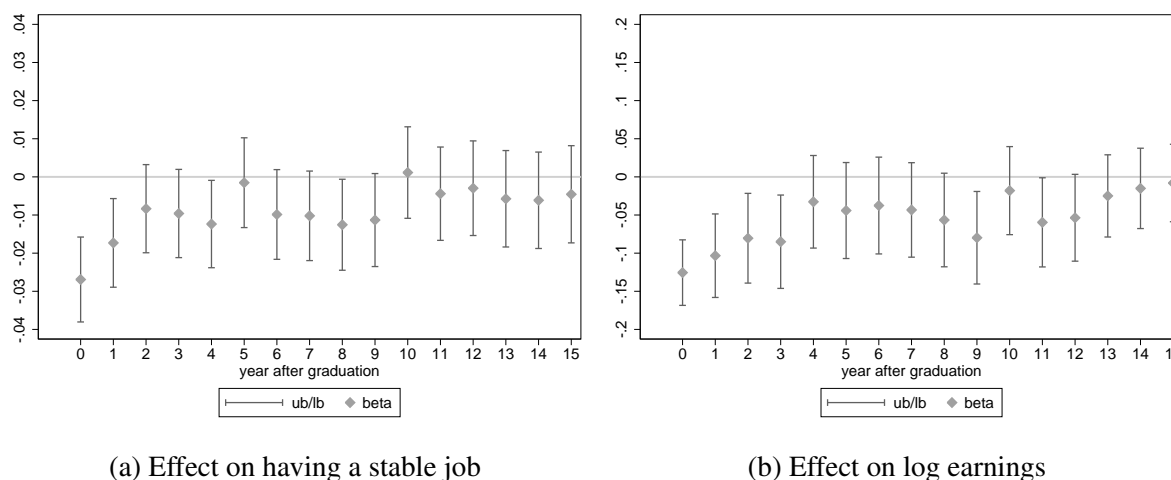 .04
.03
.02
.01
0
-.01
-.02
-.03
-.04
0 1 2 3 4 5 6 7 8 9 10 11 12 13 14 15
year after graduation
ub/lb beta
(a) Effect on having a stable job
.2
.15
.1
.05
0
-.05
-.1
-.15
-.2
0 1 2 3 4 5 6 7 8 9 10 11 12 13 14 1
year after graduation
ub/lb beta
(b) Effect on log earnings